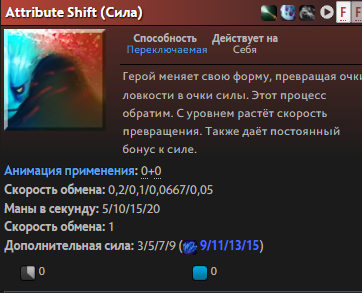 Attribute Shift (Сила)
F
Способность
Действует на
Переключаемая
Себя
Герой меняет свою форму, превращая очки
ловкости в очки силы. Этот процесс
обратим. С уровнем растёт скорость
превращения. Также даёт постоянный
бонус к силе.
Анимация применения: 0+0
Скорость обмена: 0,2/0,1/0,0667/0,05
Маны в секунду: 5/10/15/20
Скорость обмена: 1
Дополнительная сила: 3/5/7/9 (9/11/13/15)
0
0